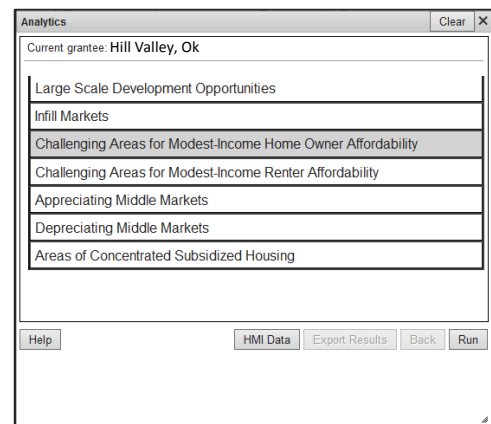 Analytics Clear X
Current grantee: Hill Valley, Ok
Large Scale Development Opportunities
Infill Markets
Challenging Areas for Modest-Income Home Owner Affordability
Challenging Areas for Modest-Income Renter Affordability
Appreciating Middle Markets
Depreciating Middle Markets
Areas of Concentrated Subsidized Housing
Help HMI Data Export Results Back Run